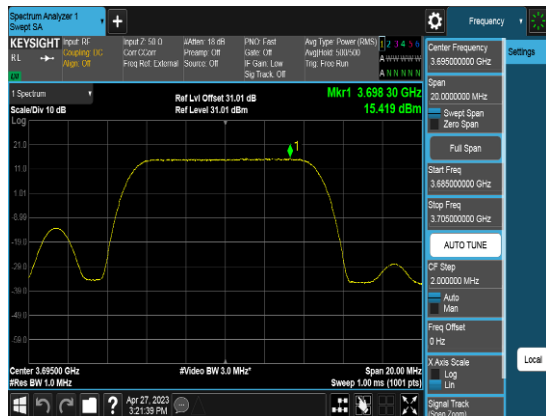 Spectrum Analyzer 1
Swept SA
Frequency
KEYSIGHT
RL
Input: RF
Coupling: DC
Align: Off
Input Z: 50 Ω
Corr CCorr
Freq Ref: External
#Atten: 18 dB
Preamp: Off
Source: Off
PNO: Fast
Gate: Off
IF Gain: Low
Sig Track: Off
Avg Type: Power (RMS)
Avg|Hold: 500/500
Trig: Free Run
1 2 3 4 5 6
A W W W W W
A N N N N N
LV
1 Spectrum
Scale/Div 10 dB
Ref Lvl Offset 31.01 dB
Ref Level 31.01 dBm
Mkr1 3.698 30 GHz
15.419 dBm
Log
21.0
11.0
1.01
-8.99
-19.0
-29.0
-39.0
-49.0
-59.0
1
Center 3.69500 GHz
#Res BW 1.0 MHz
#Video BW 3.0 MHz*
Span 20.00 MHz
Sweep 1.00 ms (1001 pts)
Apr 27, 2023
3:21:39 PM
Center Frequency
3.695000000 GHz
Settings
Span
20.0000000 MHz
Swept Span
Zero Span
Full Span
Start Freq
3.685000000 GHz
Stop Freq
3.705000000 GHz
AUTO TUNE
CF Step
2.000000 MHz
Auto
Man
Freq Offset
0 Hz
X Axis Scale
Log
Lin
Local
Signal Track
(Span Zoom)